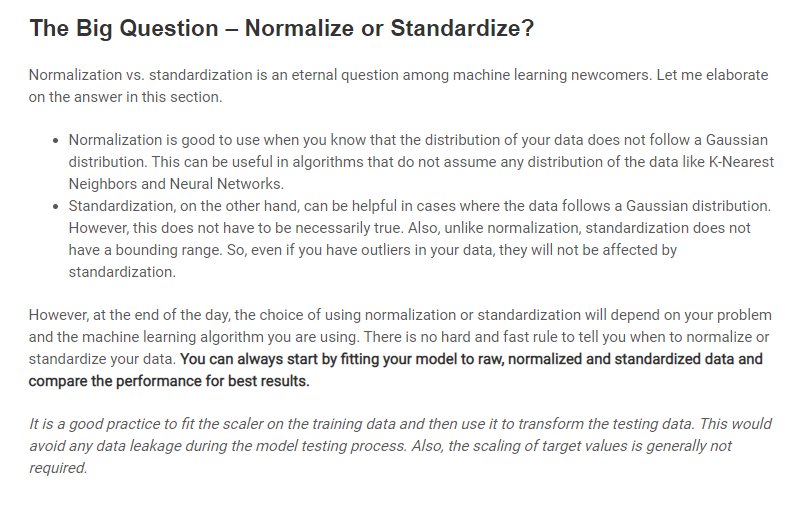 The Big Question – Normalize or Standardize?
Normalization vs. standardization is an eternal question among machine learning newcomers. Let me elaborate
on the answer in this section.
• Normalization is good to use when you know that the distribution of your data does not follow a Gaussian
distribution. This can be useful in algorithms that do not assume any distribution of the data like K-Nearest
Neighbors and Neural Networks.
• Standardization, on the other hand, can be helpful in cases where the data follows a Gaussian distribution.
However, this does not have to be necessarily true. Also, unlike normalization, standardization does not
have a bounding range. So, even if you have outliers in your data, they will not be affected by
standardization.
However, at the end of the day, the choice of using normalization or standardization will depend on your problem
and the machine learning algorithm you are using. There is no hard and fast rule to tell you when to normalize or
standardize your data. You can always start by fitting your model to raw, normalized and standardized data and
compare the performance for best results.
It is a good practice to fit the scaler on the training data and then use it to transform the testing data. This would
avoid any data leakage during the model testing process. Also, the scaling of target values is generally not
required.